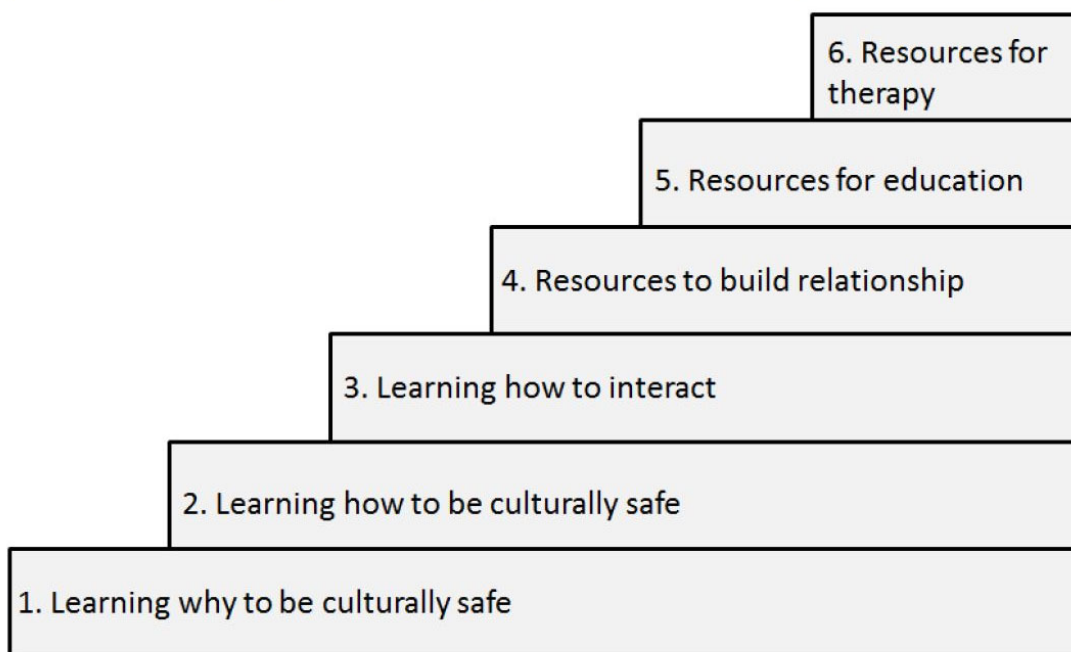 6. Resources for
therapy
5. Resources for education
4. Resources to build relationship
3. Learning how to interact
2. Learning how to be culturally safe
1. Learning why to be culturally safe